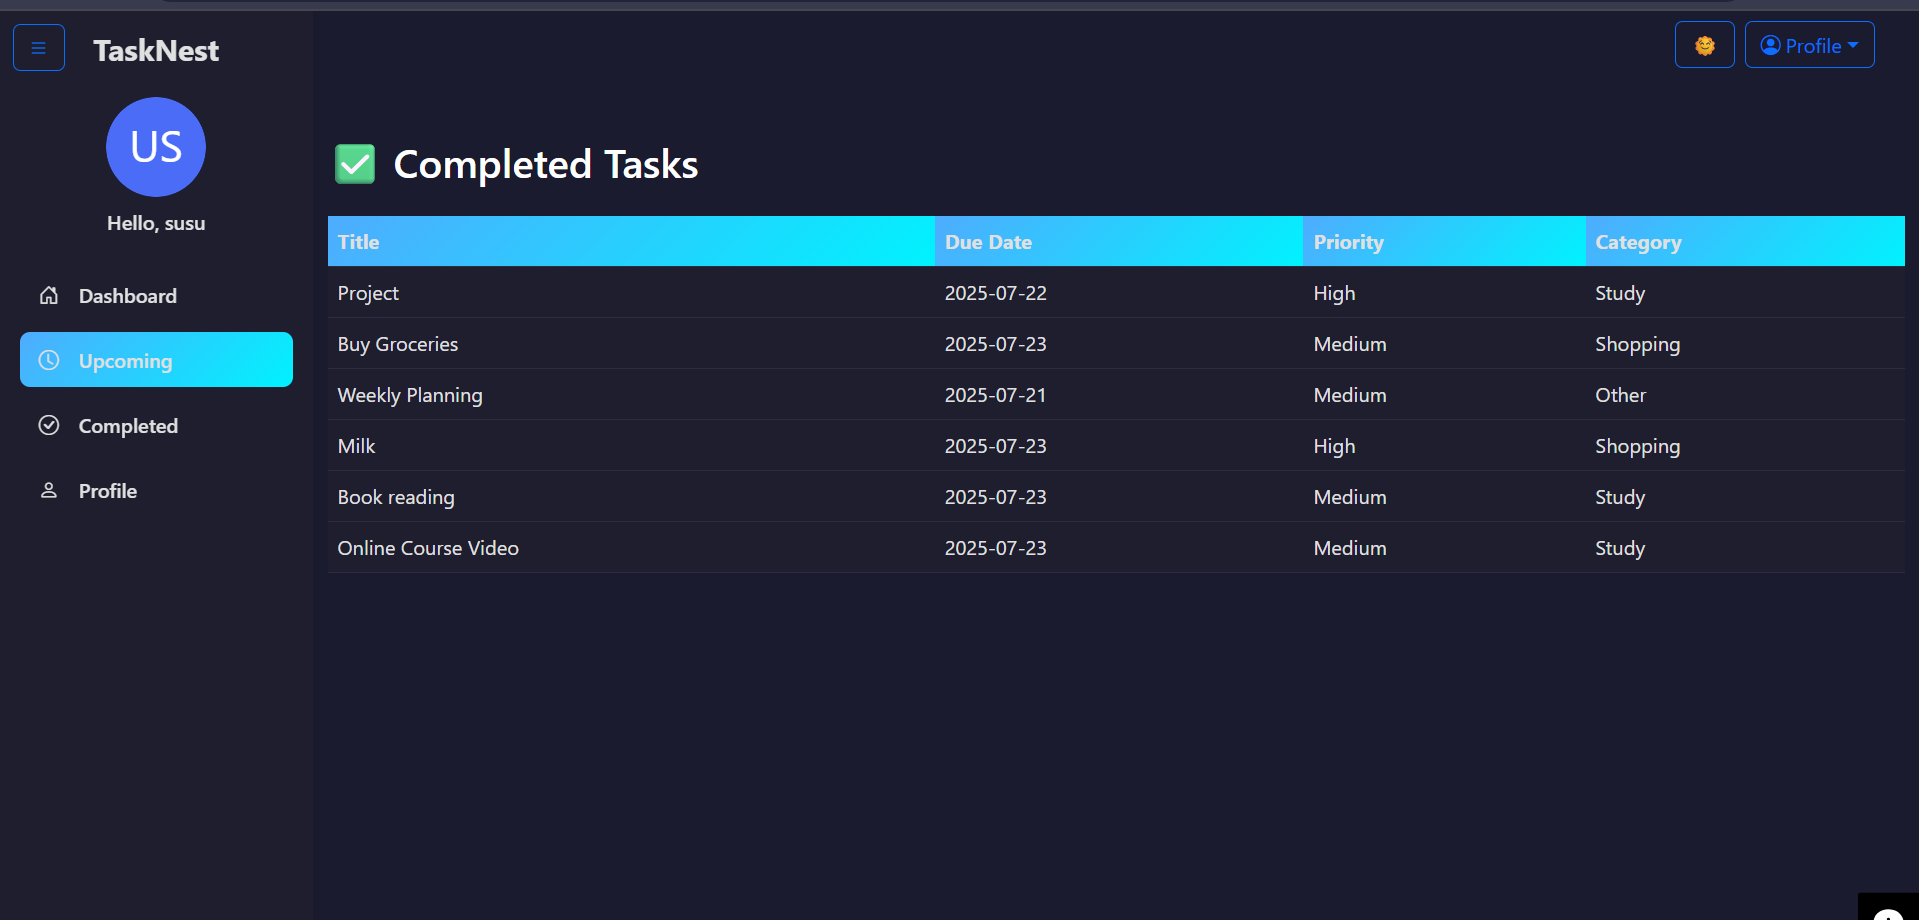 TaskNest
Profile
US
Hello, susu
Dashboard
Upcoming
Completed
Profile
✅ Completed Tasks
Title Due Date Priority Category
Project 2025-07-22 High Study
Buy Groceries 2025-07-23 Medium Shopping
Weekly Planning 2025-07-21 Medium Other
Milk 2025-07-23 High Shopping
Book reading 2025-07-23 Medium Study
Online Course Video 2025-07-23 Medium Study